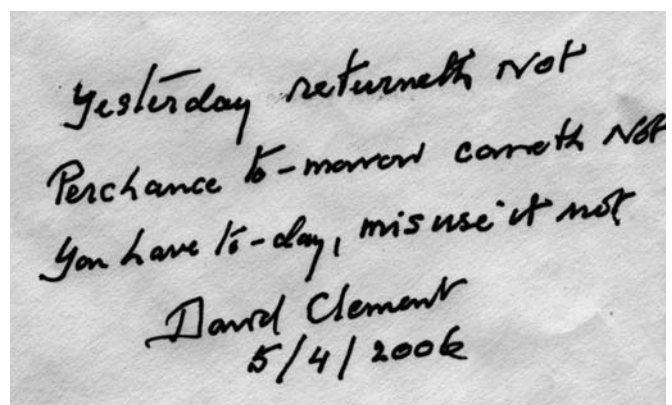 Yesterday returneth Not
Perchance to-morrow cometh Not
You have to-day, misuse it not
David Clement
5/4/2006